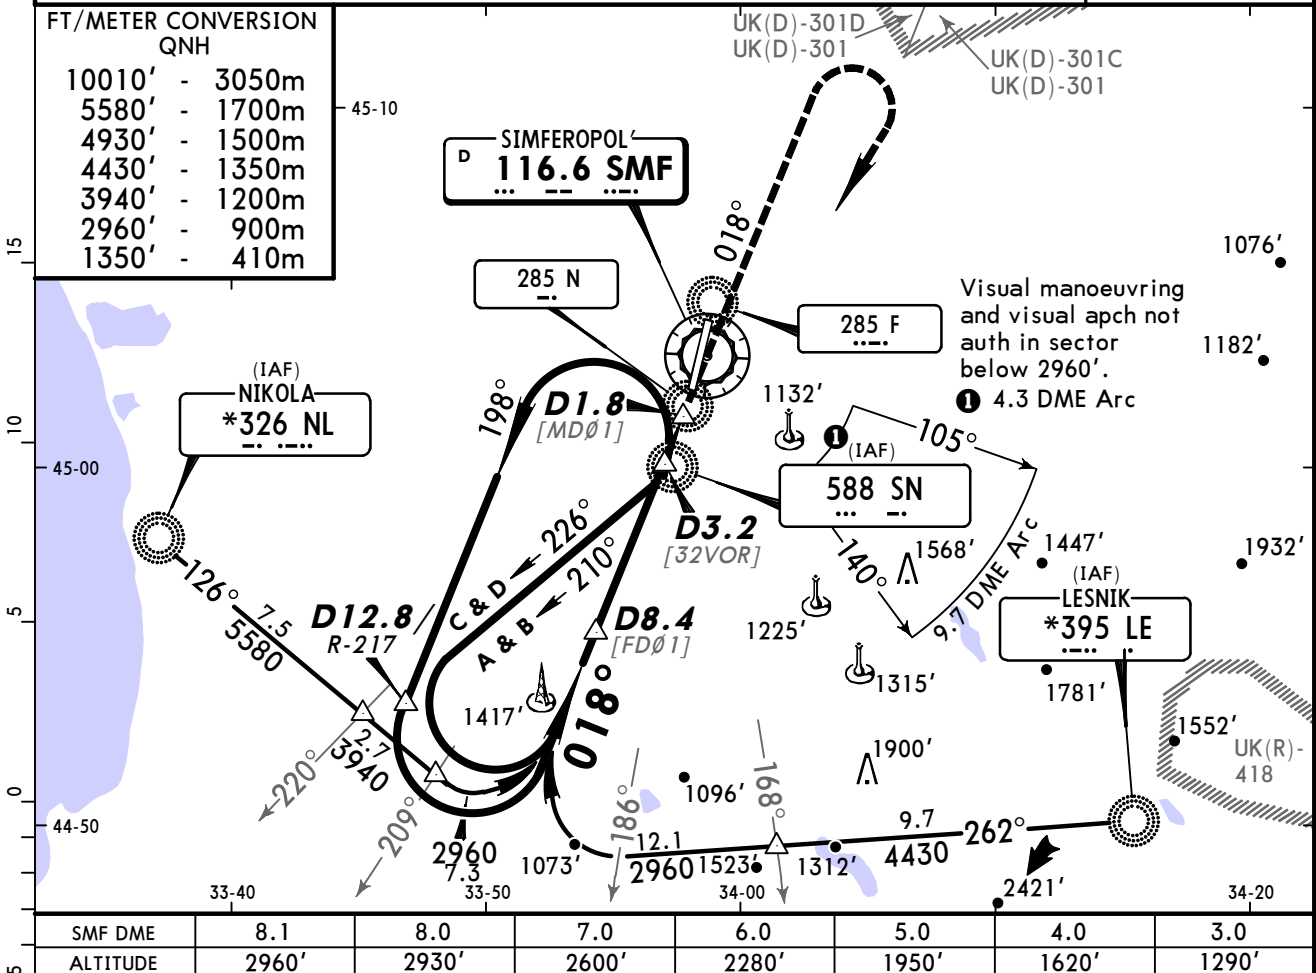 FT/METER CONVERSION
QNH
10010' - 3050m
5580' - 1700m
4930' - 1500m
4430' - 1350m
3940' - 1200m
2960' - 900m
1350' - 410m
UK(D)-301D
UK(D)-301
UK(D)-301C
UK(D)-301
45-10
SIMFEROPOL'
D 116.6 SMF
018°
15
1076'
285 N
285 F
Visual manoeuvring
and visual apch not
auth in sector
below 2960'.
1 4.3 DME Arc
1182'
(IAF)
NIKOLA
*326 NL
198°
D1.8
[MDØ1]
1132'
1
105°
10
45-00
(IAF)
588 SN
D3.2
[32VOR]
226°
C & D
210°
A & B
140°
1568'
9.7 DME Arc
1447'
1932'
(IAF)
LESNIK
*395 LE
126°
7.5
5580
D12.8
R-217
D8.4
[FDØ1]
5
1225'
1315'
1781'
1417'
018°
1552'
UK(R)-
418
2.7
3940
220°
209°
186°
168°
1900'
1096'
0
44-50
2960
7.3
1073'
12.1
2960
1523'
1312'
9.7
4430
262°
2421'
33-40
33-50
34-00
34-20
SMF DME 8.1 8.0 7.0 6.0 5.0 4.0 3.0
ALTITUDE 2960' 2930' 2600' 2280' 1950' 1620' 1290'
5